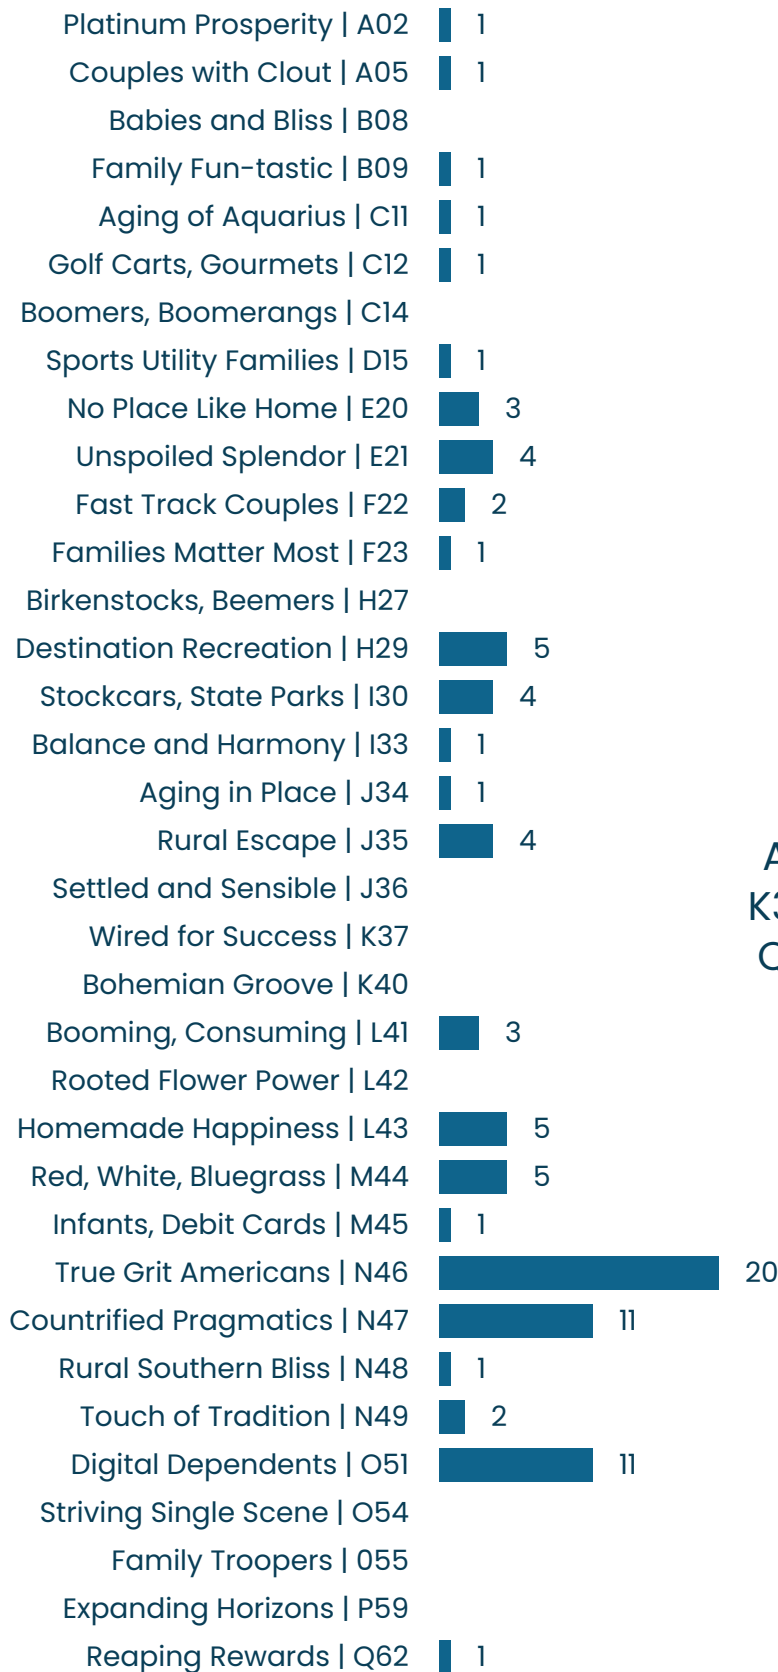 Platinum Prosperity | A02 1
Couples with Clout | A05 1
Babies and Bliss | B08
Family Fun-tastic | B09 1
Aging of Aquarius | C11 1
Golf Carts, Gourmets | C12 1
Boomers, Boomerangs | C14
Sports Utility Families | D15 1
No Place Like Home | E20 3
Unspoiled Splendor | E21 4
Fast Track Couples | F22 2
Families Matter Most | F23 1
Birkenstocks, Beemers | H27
Destination Recreation | H29 5
Stockcars, State Parks | I30 4
Balance and Harmony | I33 1
Aging in Place | J34 1
Rural Escape | J35 4
Settled and Sensible | J36
Wired for Success | K37
Bohemian Groove | K40
Booming, Consuming | L41 3
Rooted Flower Power | L42
Homemade Happiness | L43 5
Red, White, Bluegrass | M44 5
Infants, Debit Cards | M45 1
True Grit Americans | N46 20
Countrified Pragmatics | N47 11
Rural Southern Bliss | N48 1
Touch of Tradition | N49 2
Digital Dependents | O51 11
Striving Single Scene | O54
Family Troopers | 055
Expanding Horizons | P59
Reaping Rewards | Q62 1